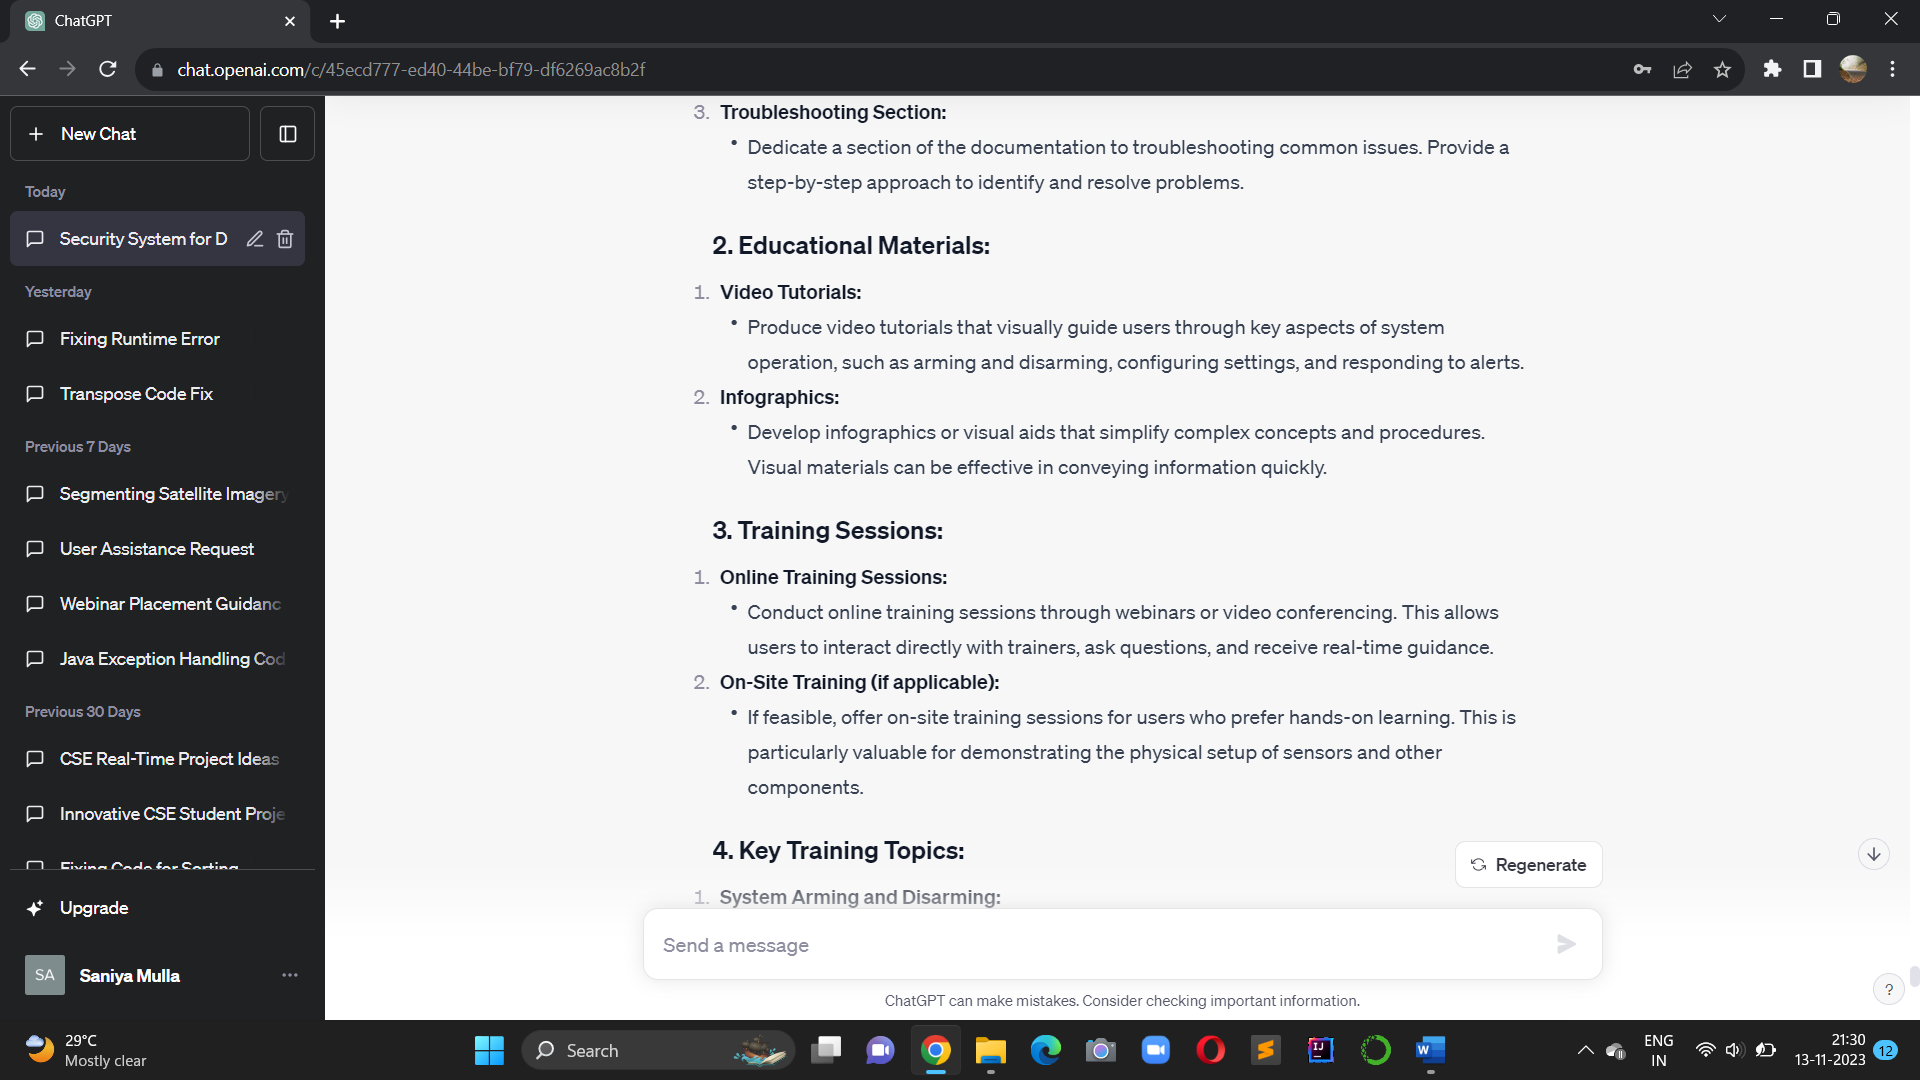 ChatGPT
chat.openai.com/c/45ecd777-ed40-44be-bf79-df6269ac8b2f
New Chat
Today
Security System for D
Yesterday
Fixing Runtime Error
Transpose Code Fix
Previous 7 Days
Segmenting Satellite Imagery
User Assistance Request
Webinar Placement Guidanc
Java Exception Handling Cod
Previous 30 Days
CSE Real-Time Project Ideas
Innovative CSE Student Proje
Fixing Code for Sorting
Upgrade
SA
Saniya Mulla
3. Troubleshooting Section:
• Dedicate a section of the documentation to troubleshooting common issues. Provide a
step-by-step approach to identify and resolve problems.
2. Educational Materials:
1. Video Tutorials:
• Produce video tutorials that visually guide users through key aspects of system
operation, such as arming and disarming, configuring settings, and responding to alerts.
2. Infographics:
• Develop infographics or visual aids that simplify complex concepts and procedures.
Visual materials can be effective in conveying information quickly.
3. Training Sessions:
1. Online Training Sessions:
• Conduct online training sessions through webinars or video conferencing. This allows
users to interact directly with trainers, ask questions, and receive real-time guidance.
2. On-Site Training (if applicable):
• If feasible, offer on-site training sessions for users who prefer hands-on learning. This is
particularly valuable for demonstrating the physical setup of sensors and other
components.
4. Key Training Topics:
1. System Arming and Disarming:
Regenerate
Send a message
ChatGPT can make mistakes. Consider checking important information.
?
29°C
Mostly clear
Search
IJ
W
ENG
IN
21:30
13-11-2023
12